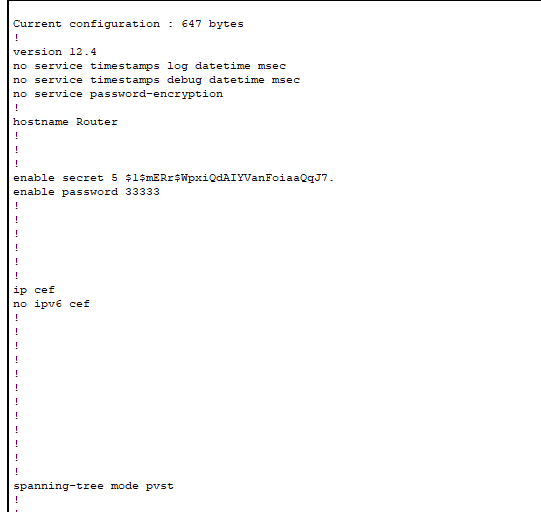 Current configuration : 647 bytes
!
version 12.4
no service timestamps log datetime msec
no service timestamps debug datetime msec
no service password-encryption
!
hostname Router
!
!
!
enable secret 5 $1$mERr$WpxiQdAIYVanFoiaaQqJ7.
enable password 33333
!
!
!
!
!
!
ip cef
no ipv6 cef
!
!
!
!
!
!
!
!
!
!
!
!
spanning-tree mode pvst
!
!